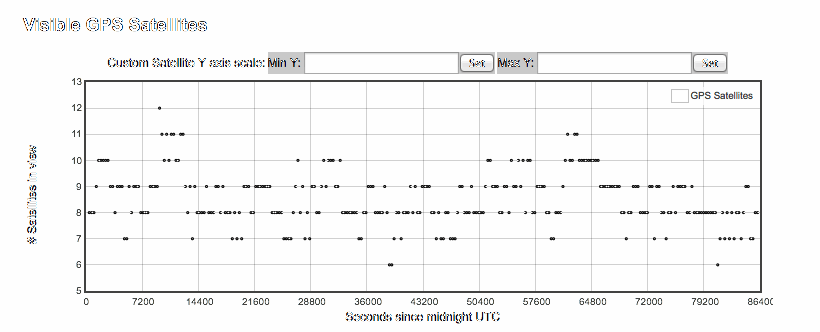 Visible GPS Satellites
Custom Satellite Y axis scale: Min Y: Set Max Y: Set
13
GPS Satellites
12
11
10
9
8
7
6
5
# Satellites in view
0 7200 14400 21600 28800 36000 43200 50400 57600 64800 72000 79200 86400
Seconds since midnight UTC